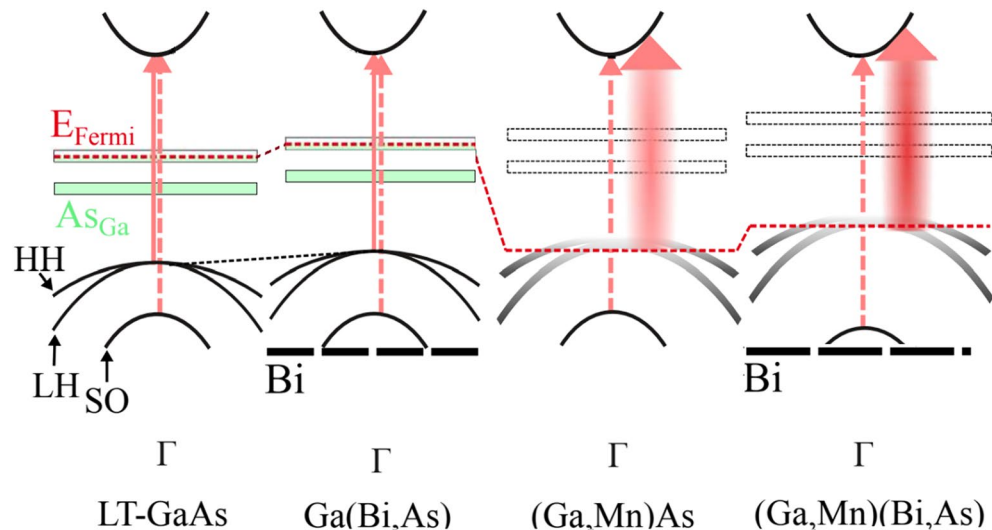 E_Fermi
As_Ga
HH
LH
SO
Bi
Bi
Γ
Γ
Γ
Γ
LT-GaAs
Ga(Bi,As)
(Ga,Mn)As
(Ga,Mn)(Bi,As)